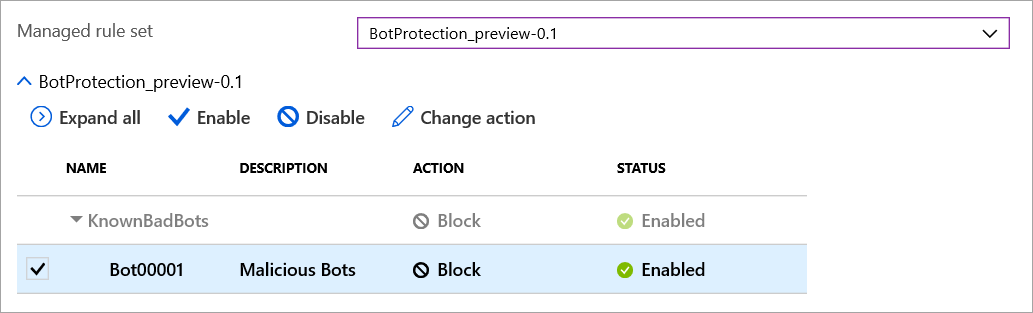 Managed rule set BotProtection_preview-0.1
BotProtection_preview-0.1
Expand all Enable Disable Change action
NAME DESCRIPTION ACTION STATUS
KnownBadBots Block Enabled
Bot00001 Malicious Bots Block Enabled